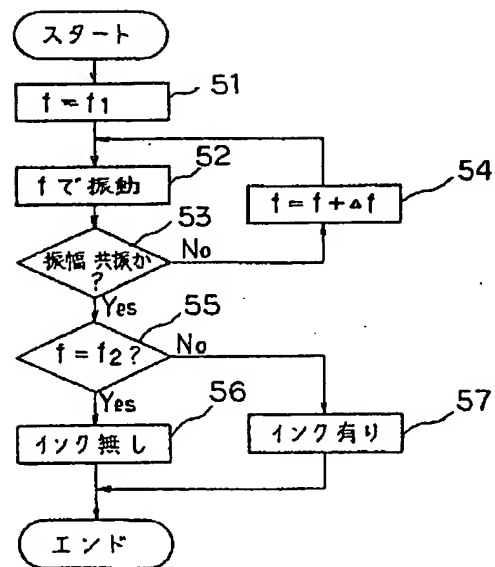 スタート
f = f1
51
fで振動
52
振幅 共振か
?
53
No
f = f + Δf
54
Yes
f = f2?
55
No
Yes
インク無し
56
インク有り
57
エンド